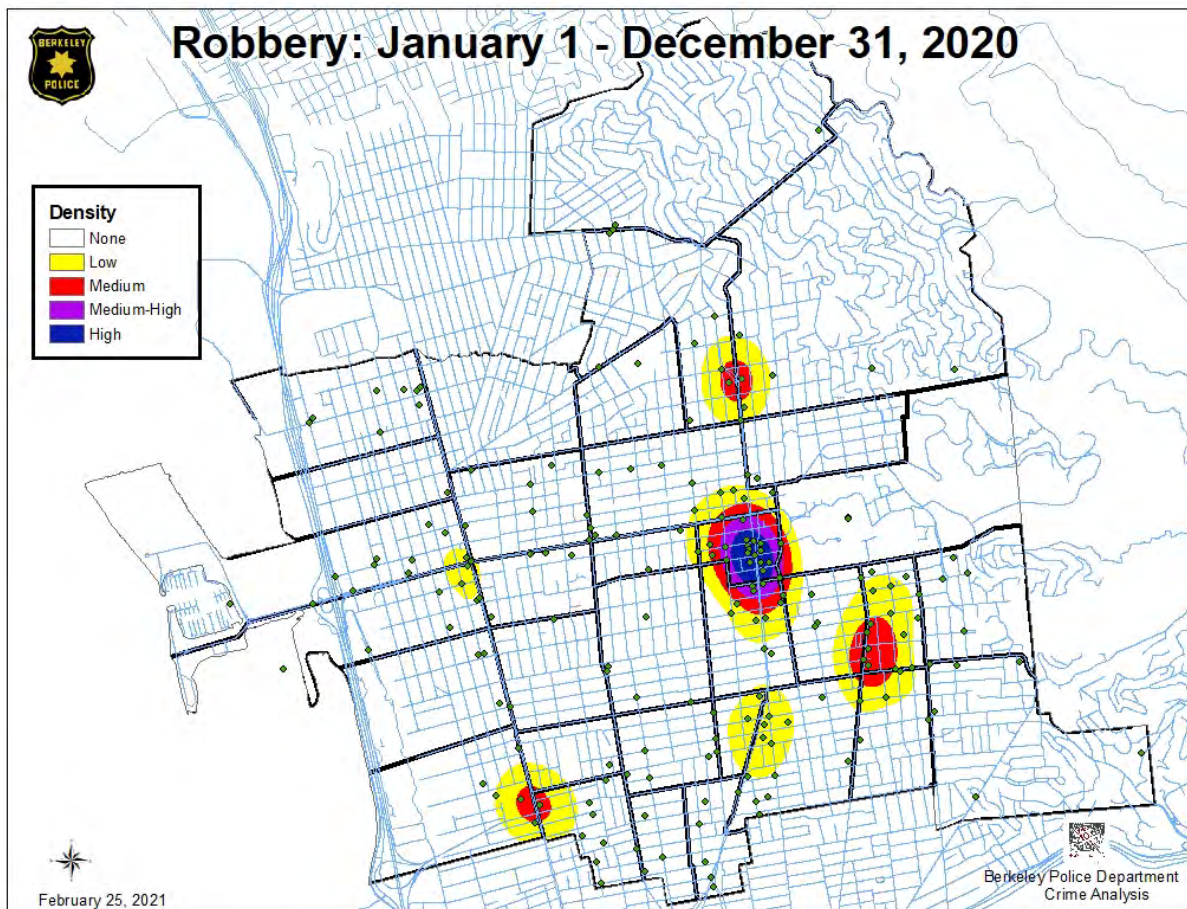 BERKELEY
POLICE
Robbery: January 1 - December 31, 2020
Density
None
Low
Medium
Medium-High
High
February 25, 2021
Berkeley Police Department
Crime Analysis